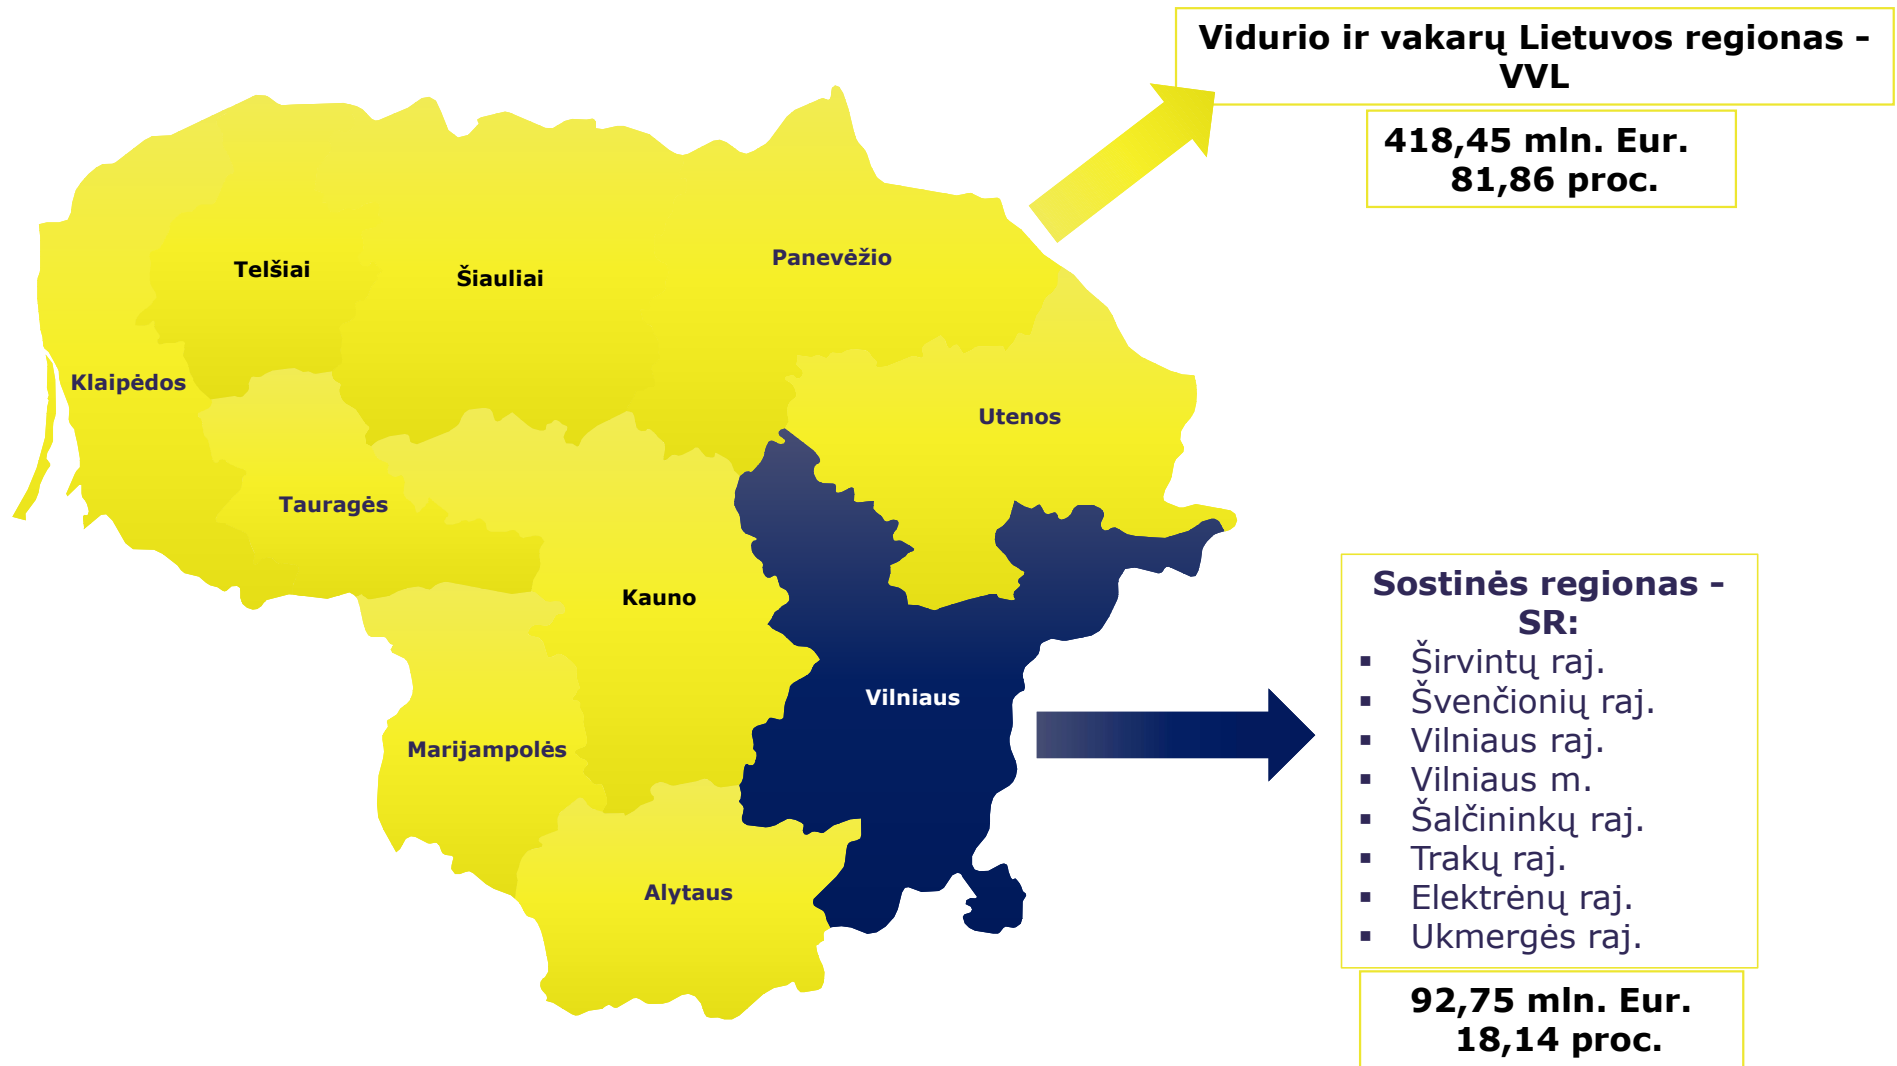 Vidurio ir vakarų Lietuvos regionas -
VVL
418,45 mln. Eur.
81,86 proc.
Telšiai
Šiauliai
Panevėžio
Klaipėdos
Utenos
Tauragės
Kauno
Vilniaus
Marijampolės
Alytaus
Sostinės regionas -
SR:
▪ Širvintų raj.
▪ Švenčionių raj.
▪ Vilniaus raj.
▪ Vilniaus m.
▪ Šalčininkų raj.
▪ Trakų raj.
▪ Elektrėnų raj.
▪ Ukmergės raj.
92,75 mln. Eur.
18,14 proc.